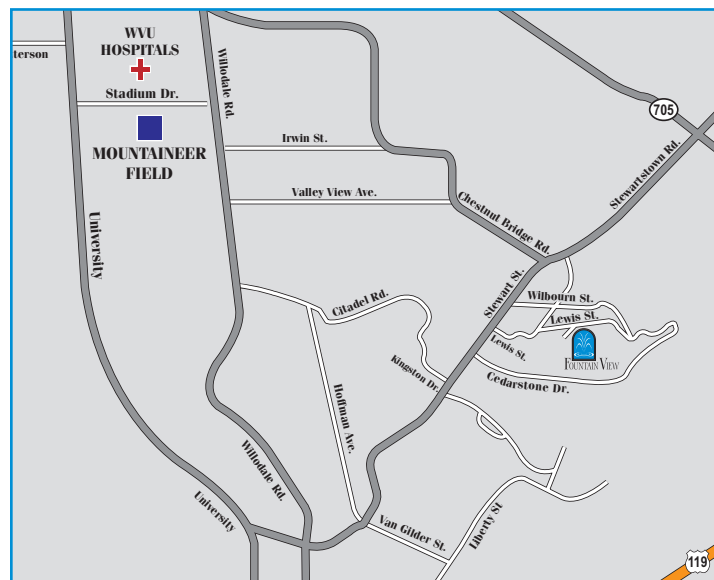 WVU
HOSPITALS
terson
Stadium Dr.
MOUNTAINEER
FIELD
Willodale Rd.
705
Irwin St.
Stewartstown Rd.
Valley View Ave.
University
Chestnut Bridge Rd.
Citadel Rd.
Stewart St.
Wilbourn St.
Lewis St.
Lewis St.
FOUNTAIN VIEW
Kingston Dr.
Cedarstone Dr.
Hoffman Ave.
Willodale Rd.
University
Van Gilder St.
Liberty St
119